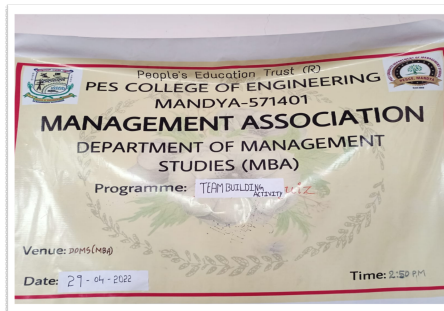 People's Education Trust (R)
PES COLLEGE OF ENGINEERING
MANDYA-571401
MANAGEMENT ASSOCIATION
DEPARTMENT OF MANAGEMENT
STUDIES (MBA)
Programme: TEAM BUILDING ACTIVITY
Venue: DOMS(MBA)
Date: 29-04-2022
Time: 2:50 P.M